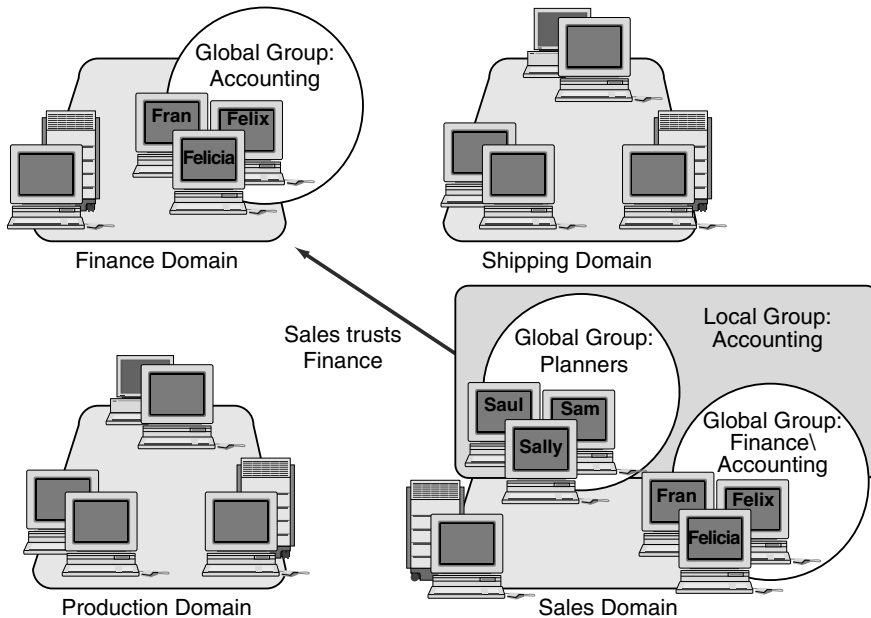 Global Group:
Accounting
Fran
Felix
Felicia
Finance Domain
Shipping Domain
Sales trusts
Finance
Global Group:
Planners
Local Group:
Accounting
Saul
Sam
Sally
Global Group:
Finance\
Accounting
Fran
Felix
Felicia
Production Domain
Sales Domain